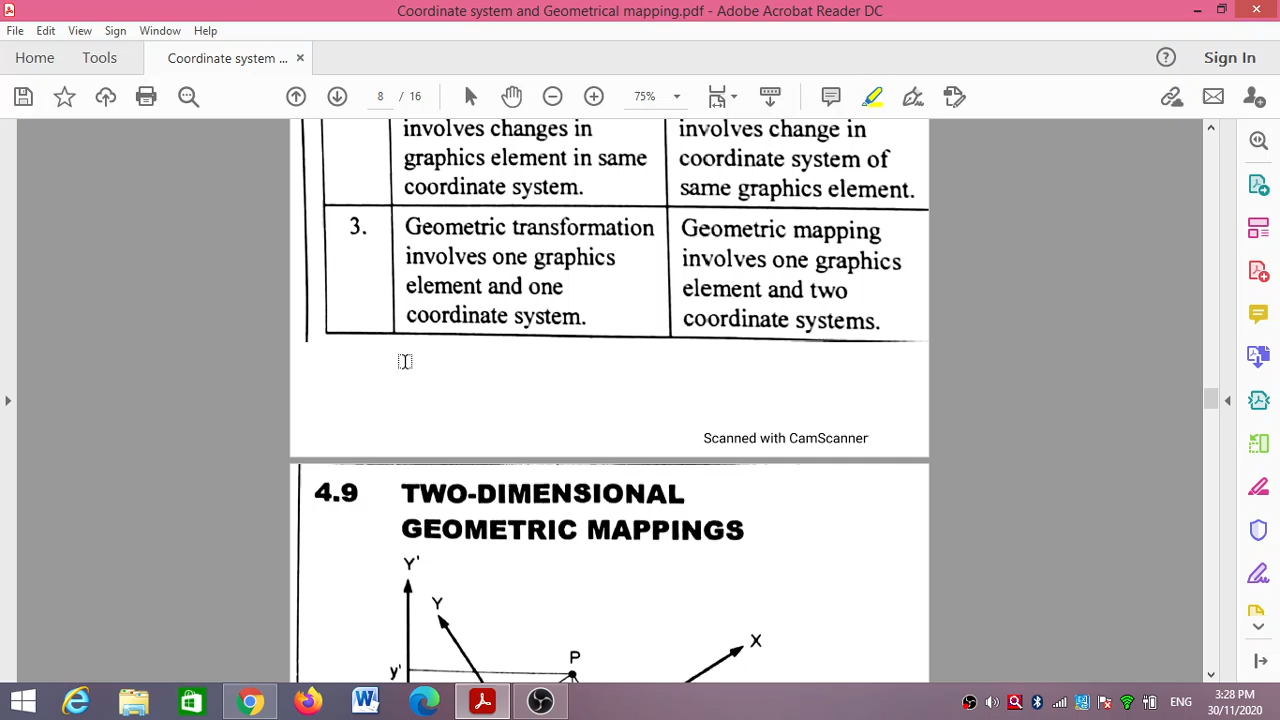 Coordinate system and Geometrical mapping.pdf - Adobe Acrobat Reader DC
File Edit View Sign Window Help
Home Tools Coordinate system ... × Sign In
8 / 16 75%
involves changes in
graphics element in same
coordinate system.
involves change in
coordinate system of
same graphics element.
3.
Geometric transformation
involves one graphics
element and one
coordinate system.
Geometric mapping
involves one graphics
element and two
coordinate systems.
Scanned with CamScanner
4.9 TWO-DIMENSIONAL
GEOMETRIC MAPPINGS
Y'
Y
X
P
y'
ENG
3:28 PM
30/11/2020